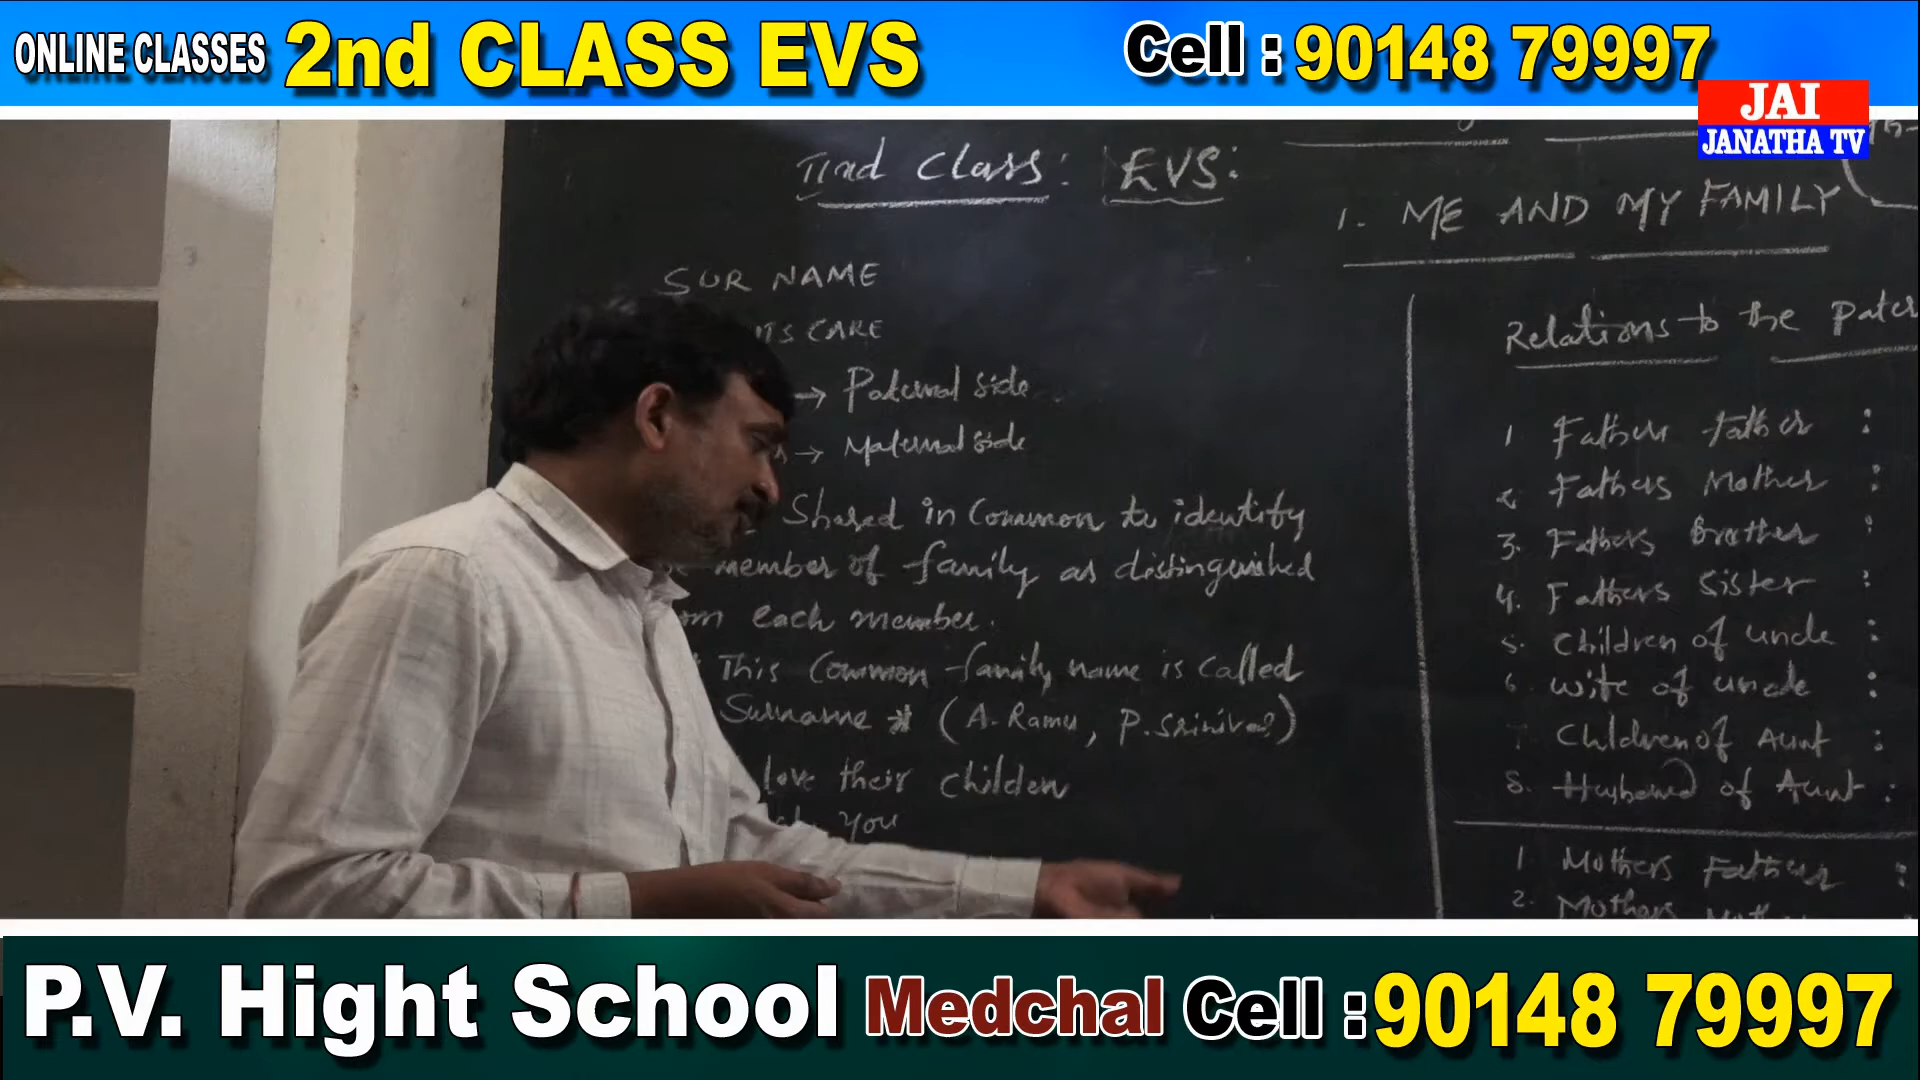 ONLINE CLASSES 2nd CLASS EVS Cell : 90148 79997
JAI
JANATHA TV
IInd Class: EVS:
1. ME AND MY FAMILY
SUR NAME
CARE
→ Paternal side
→ Maternal side
Shared in Common to identify
member of family as distinguished
each member.
This Common family name is called
Surname * (A. Ramu, P. Srinivas)
love their children
You
Relations to the Pater
1 Fathers father :
2 Fathers Mother :
3. Fathers Brother :
4. Fathers Sister :
5. Children of uncle :
6. Wife of uncle :
7 Children of Aunt :
8. Husband of Aunt :
1 Mothers Father :
2. Mothers
P.V. Hight School Medchal Cell : 90148 79997